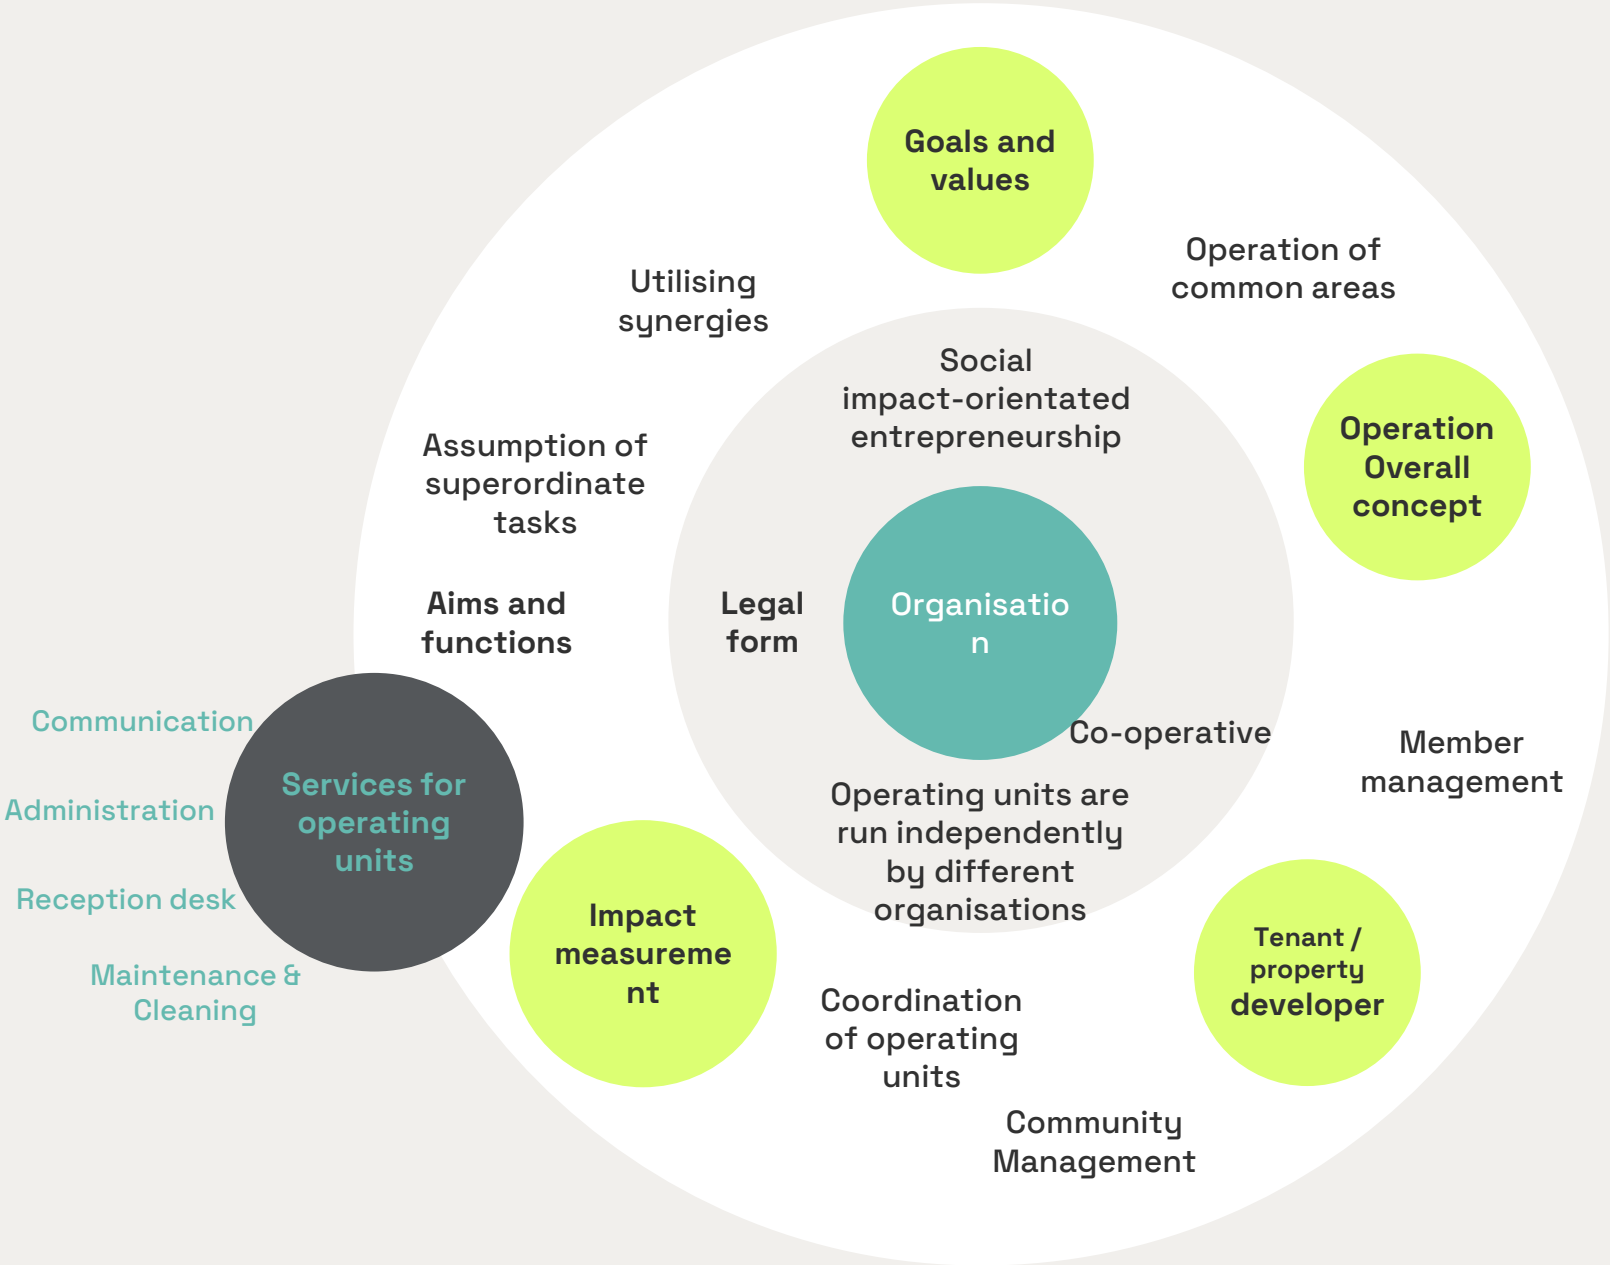 Goals and
values
Operation of
common areas
Utilising
synergies
Social
impact-orientated
entrepreneurship
Operation
Overall
concept
Assumption of
superordinate
tasks
Aims and
functions
Legal
form
Organisatio
n
Communication
Co-operative
Member
management
Services for
operating
units
Administration
Operating units are
run independently
by different
organisations
Reception desk
Impact
measureme
nt
Tenant /
property
developer
Maintenance &
Cleaning
Coordination
of operating
units
Community
Management